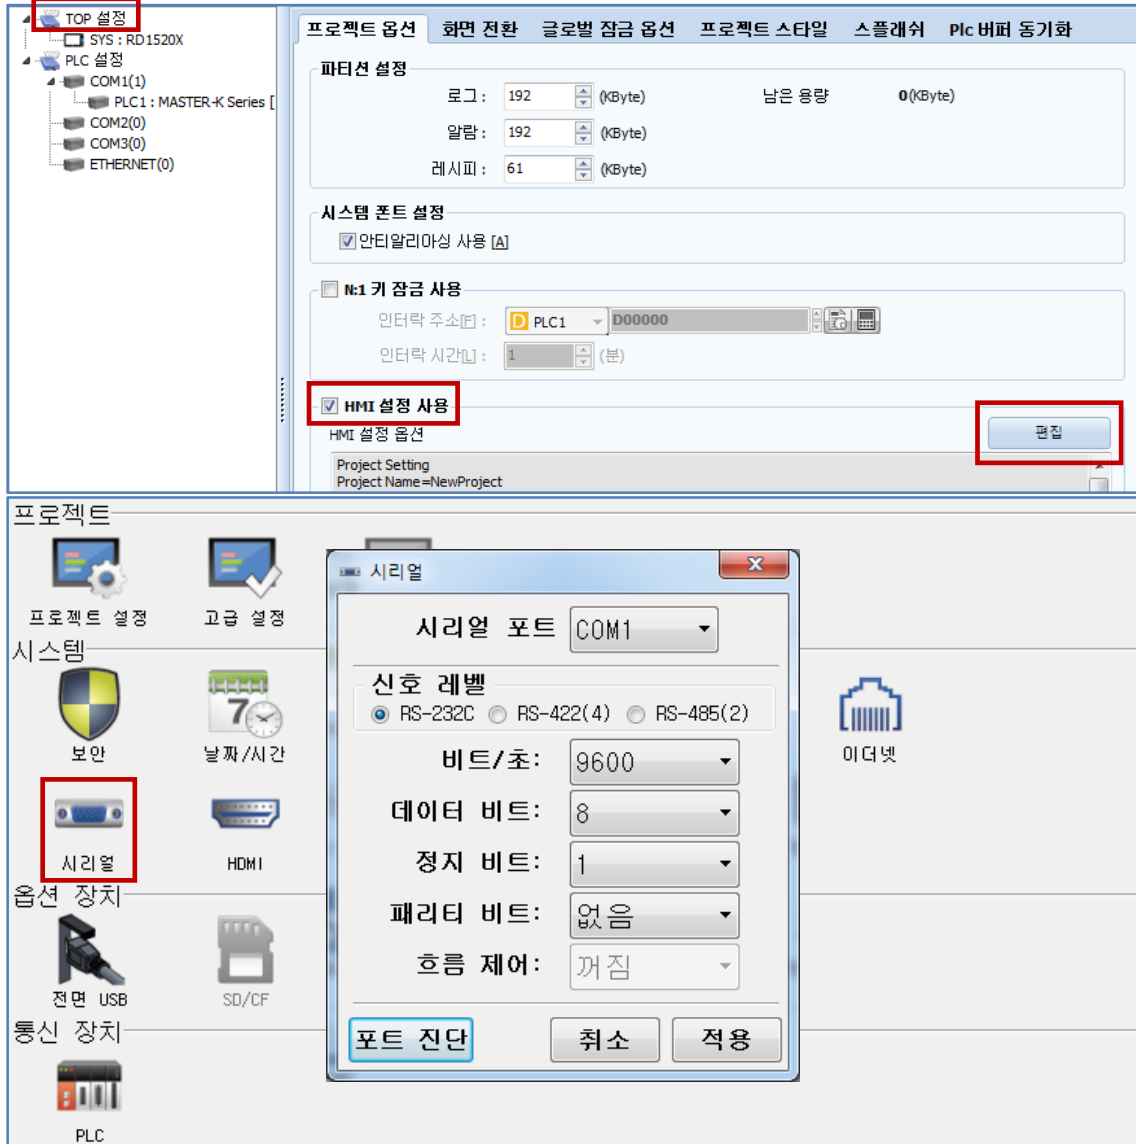 TOP 설정
SYS : RD1520X
PLC 설정
COM1(1)
PLC1 : MASTER-K Series [
COM2(0)
COM3(0)
ETHERNET(0)
프로젝트 옵션 화면 전환 글로벌 잠금 옵션 프로젝트 스타일 스플래쉬 Plc 버퍼 동기화
파티션 설정
로그 : 192 (KByte) 남은 용량 0(KByte)
알람 : 192 (KByte)
레시피 : 61 (KByte)
시스템 폰트 설정
안티알리아싱 사용 [A]
N:1 키 잠금 사용
인터락 주소[F] : D PLC1 D00000
인터락 시간[L] : 1 (분)
HMI 설정 사용
HMI 설정 옵션 편집
Project Setting
Project Name=NewProject
프로젝트
프로젝트 설정 고급 설정
시스템
보안 7 날짜/시간 이더넷
시리얼 HDMI
옵션 장치
전면 USB SD/CF
통신 장치
PLC
시리얼
시리얼 포트 COM1
신호 레벨
RS-232C RS-422(4) RS-485(2)
비트/초: 9600
데이터 비트: 8
정지 비트: 1
패리티 비트: 없음
흐름 제어: 꺼짐
포트 진단 취소 적용